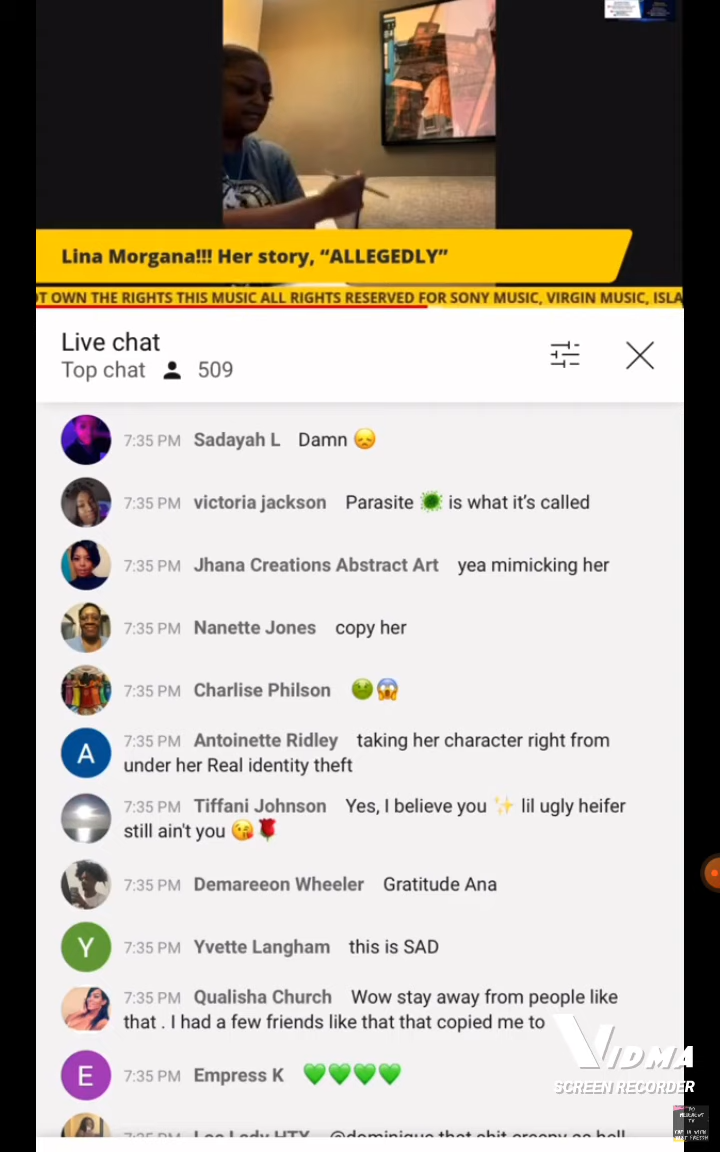 Lina Morgana!!! Her story, “ALLEGEDLY”
T OWN THE RIGHTS THIS MUSIC ALL RIGHTS RESERVED FOR SONY MUSIC, VIRGIN MUSIC, ISLA
Live chat
Top chat 509
7:35 PM Sadayah L Damn 😞
7:35 PM victoria jackson Parasite 🦠 is what it’s called
7:35 PM Jhana Creations Abstract Art yea mimicking her
7:35 PM Nanette Jones copy her
7:35 PM Charlise Philson 🤢😱
A 7:35 PM Antoinette Ridley taking her character right from
under her Real identity theft
7:35 PM Tiffani Johnson Yes, I believe you ✨ lil ugly heifer
still ain't you 😘🌹
7:35 PM Demareeon Wheeler Gratitude Ana
Y 7:35 PM Yvette Langham this is SAD
7:35 PM Qualisha Church Wow stay away from people like
that . I had a few friends like that that copied me to
E 7:35 PM Empress K 💚💚💚💚
VIDMA
SCREEN RECORDER